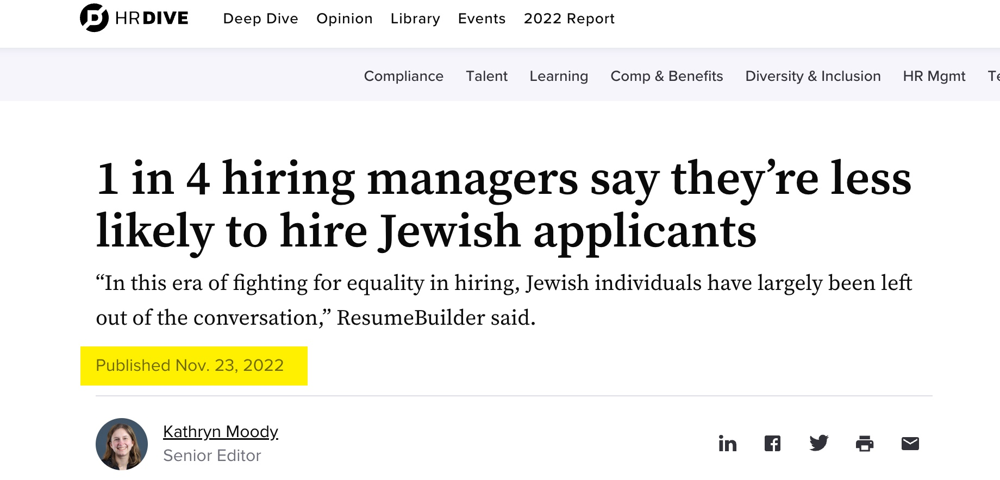 HRDIVE Deep Dive Opinion Library Events 2022 Report
Compliance Talent Learning Comp & Benefits Diversity & Inclusion HR Mgmt Te
1 in 4 hiring managers say they’re less
likely to hire Jewish applicants
“In this era of fighting for equality in hiring, Jewish individuals have largely been left
out of the conversation,” ResumeBuilder said.
Published Nov. 23, 2022
Kathryn Moody
Senior Editor